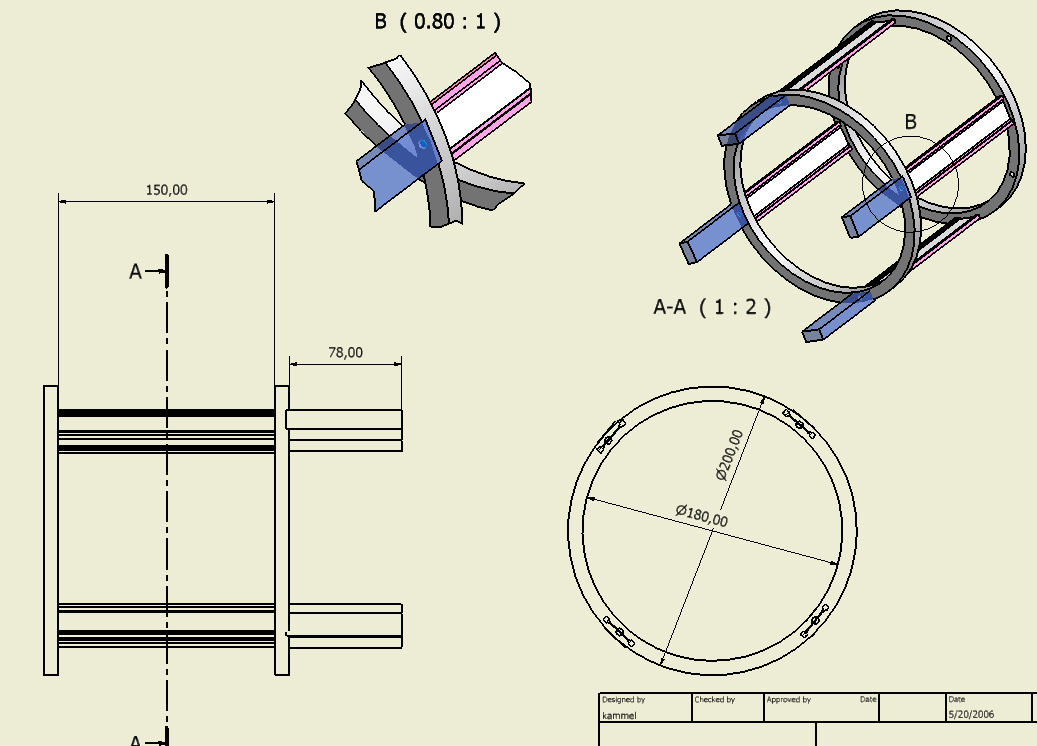 B ( 0.80 : 1 )
B
150,00
A
A-A ( 1 : 2 )
78,00
Ø200,00
Ø180,00
Designed by
Checked by
Approved by
Date
Date
kammel
5/20/2006
A